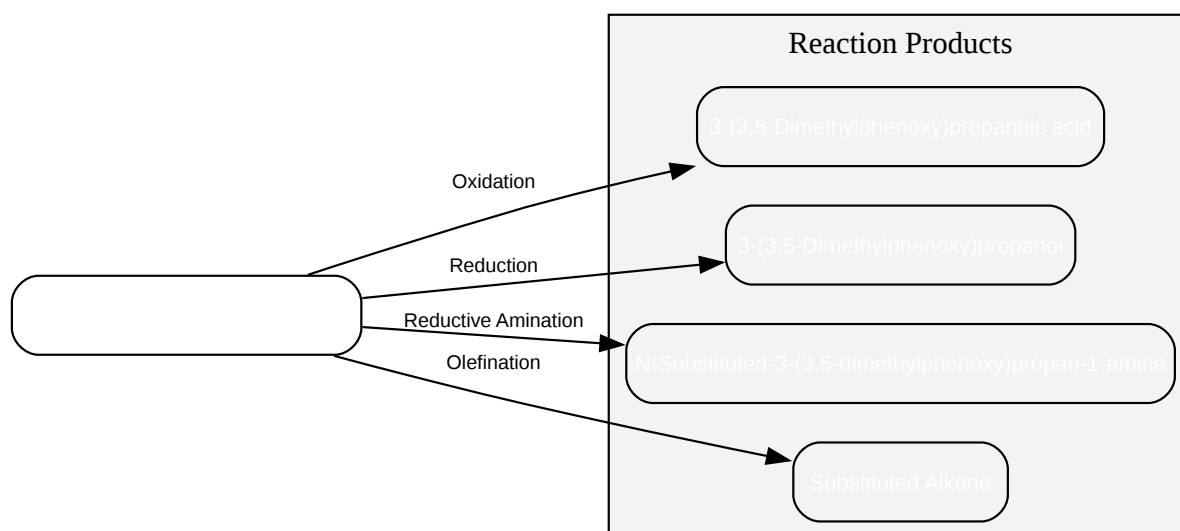 Reaction Products
3-(3,5-Dimethylphenoxy)propanoic acid
Oxidation
3-(3,5-Dimethylphenoxy)propanol
Reduction
Reductive Amination
N-Substituted-3-(3,5-dimethylphenoxy)propan-1-amine
Olefination
Substituted Alkene